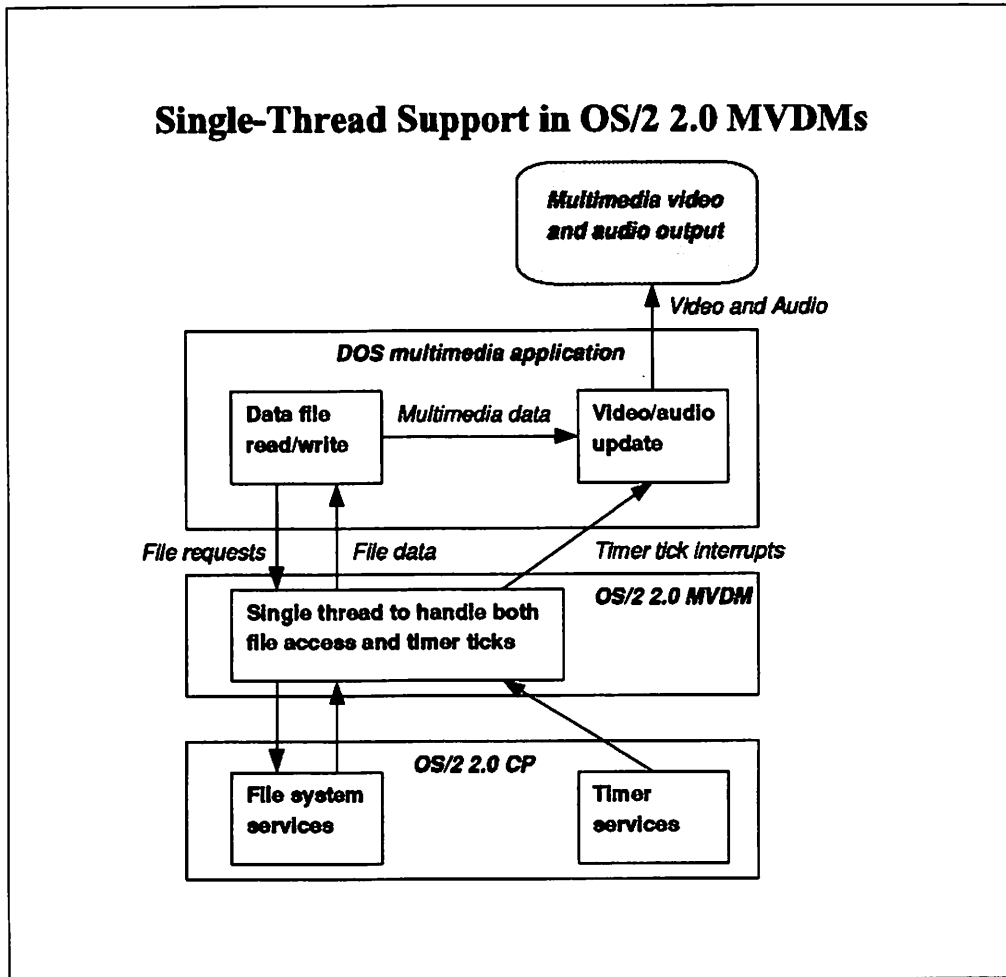 Single-Thread Support in OS/2 2.0 MVDMs
Multimedia video
and audio output
Video and Audio
DOS multimedia application
Data file
read/write
Multimedia data
Video/audio
update
File requests
File data
Timer tick interrupts
OS/2 2.0 MVDM
Single thread to handle both
file access and timer ticks
OS/2 2.0 CP
File system
services
Timer
services